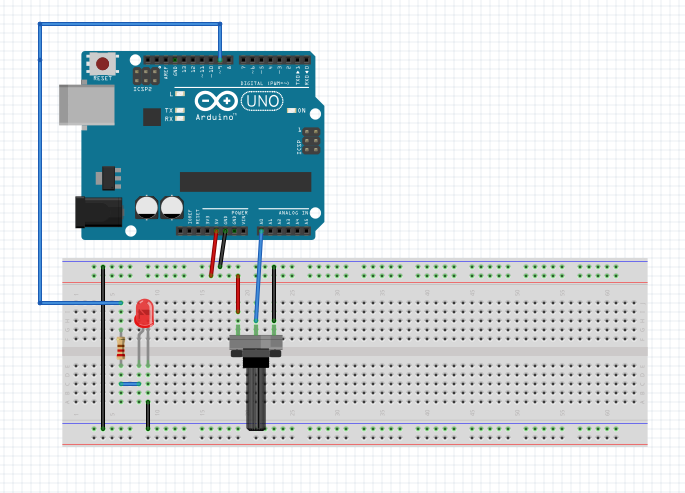 RESET
ICSP2
AREF
GND
13
12
~11
~10
~9
8
7
~6
~5
4
~3
2
TX▸1
RX◂0
DIGITAL (PWM=~)
L
TX
RX
UNO
Arduino™
ON
ICSP
1
IOREF
RESET
3V3
5V
GND
GND
VIN
POWER
ANALOG IN
A0
A1
A2
A3
A4
A5